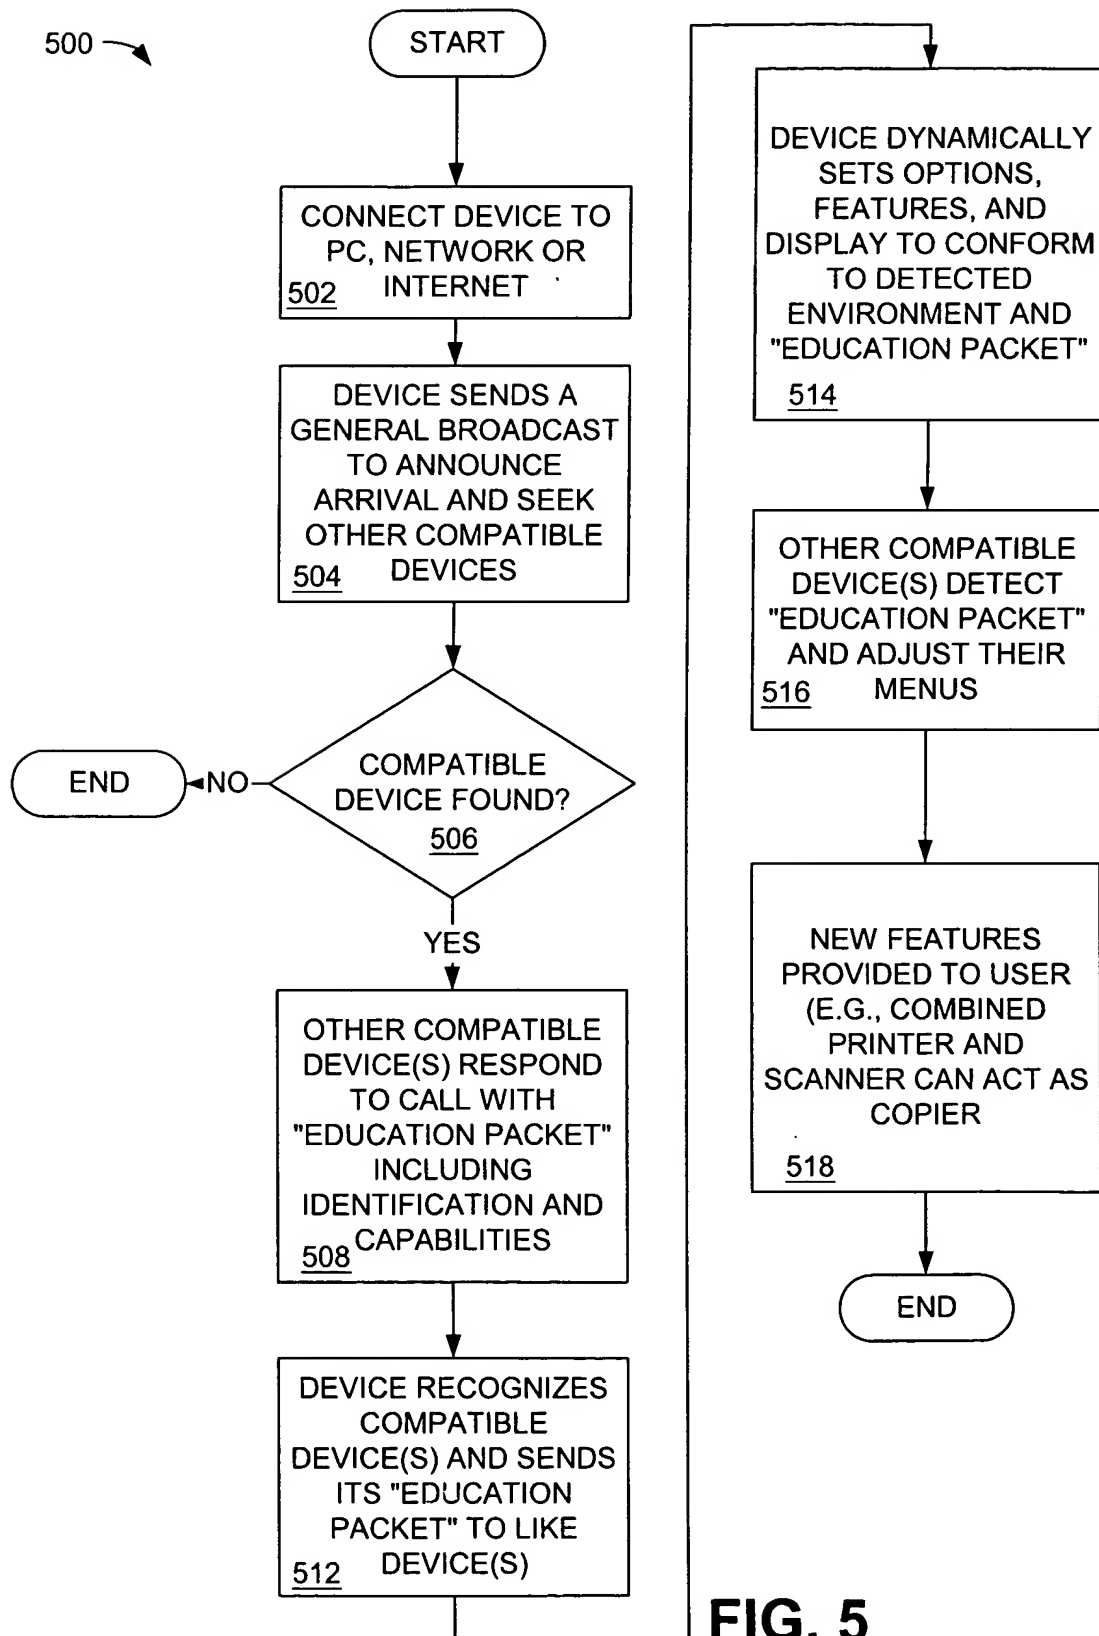 500
START
CONNECT DEVICE TO
PC, NETWORK OR
INTERNET
502
DEVICE SENDS A
GENERAL BROADCAST
TO ANNOUNCE
ARRIVAL AND SEEK
OTHER COMPATIBLE
DEVICES
504
COMPATIBLE
DEVICE FOUND?
506
NO
END
YES
OTHER COMPATIBLE
DEVICE(S) RESPOND
TO CALL WITH
"EDUCATION PACKET"
INCLUDING
IDENTIFICATION AND
CAPABILITIES
508
DEVICE RECOGNIZES
COMPATIBLE
DEVICE(S) AND SENDS
ITS "EDUCATION
PACKET" TO LIKE
DEVICE(S)
512
DEVICE DYNAMICALLY
SETS OPTIONS,
FEATURES, AND
DISPLAY TO CONFORM
TO DETECTED
ENVIRONMENT AND
"EDUCATION PACKET"
514
OTHER COMPATIBLE
DEVICE(S) DETECT
"EDUCATION PACKET"
AND ADJUST THEIR
MENUS
516
NEW FEATURES
PROVIDED TO USER
(E.G., COMBINED
PRINTER AND
SCANNER CAN ACT AS
COPIER
518
END
FIG. 5